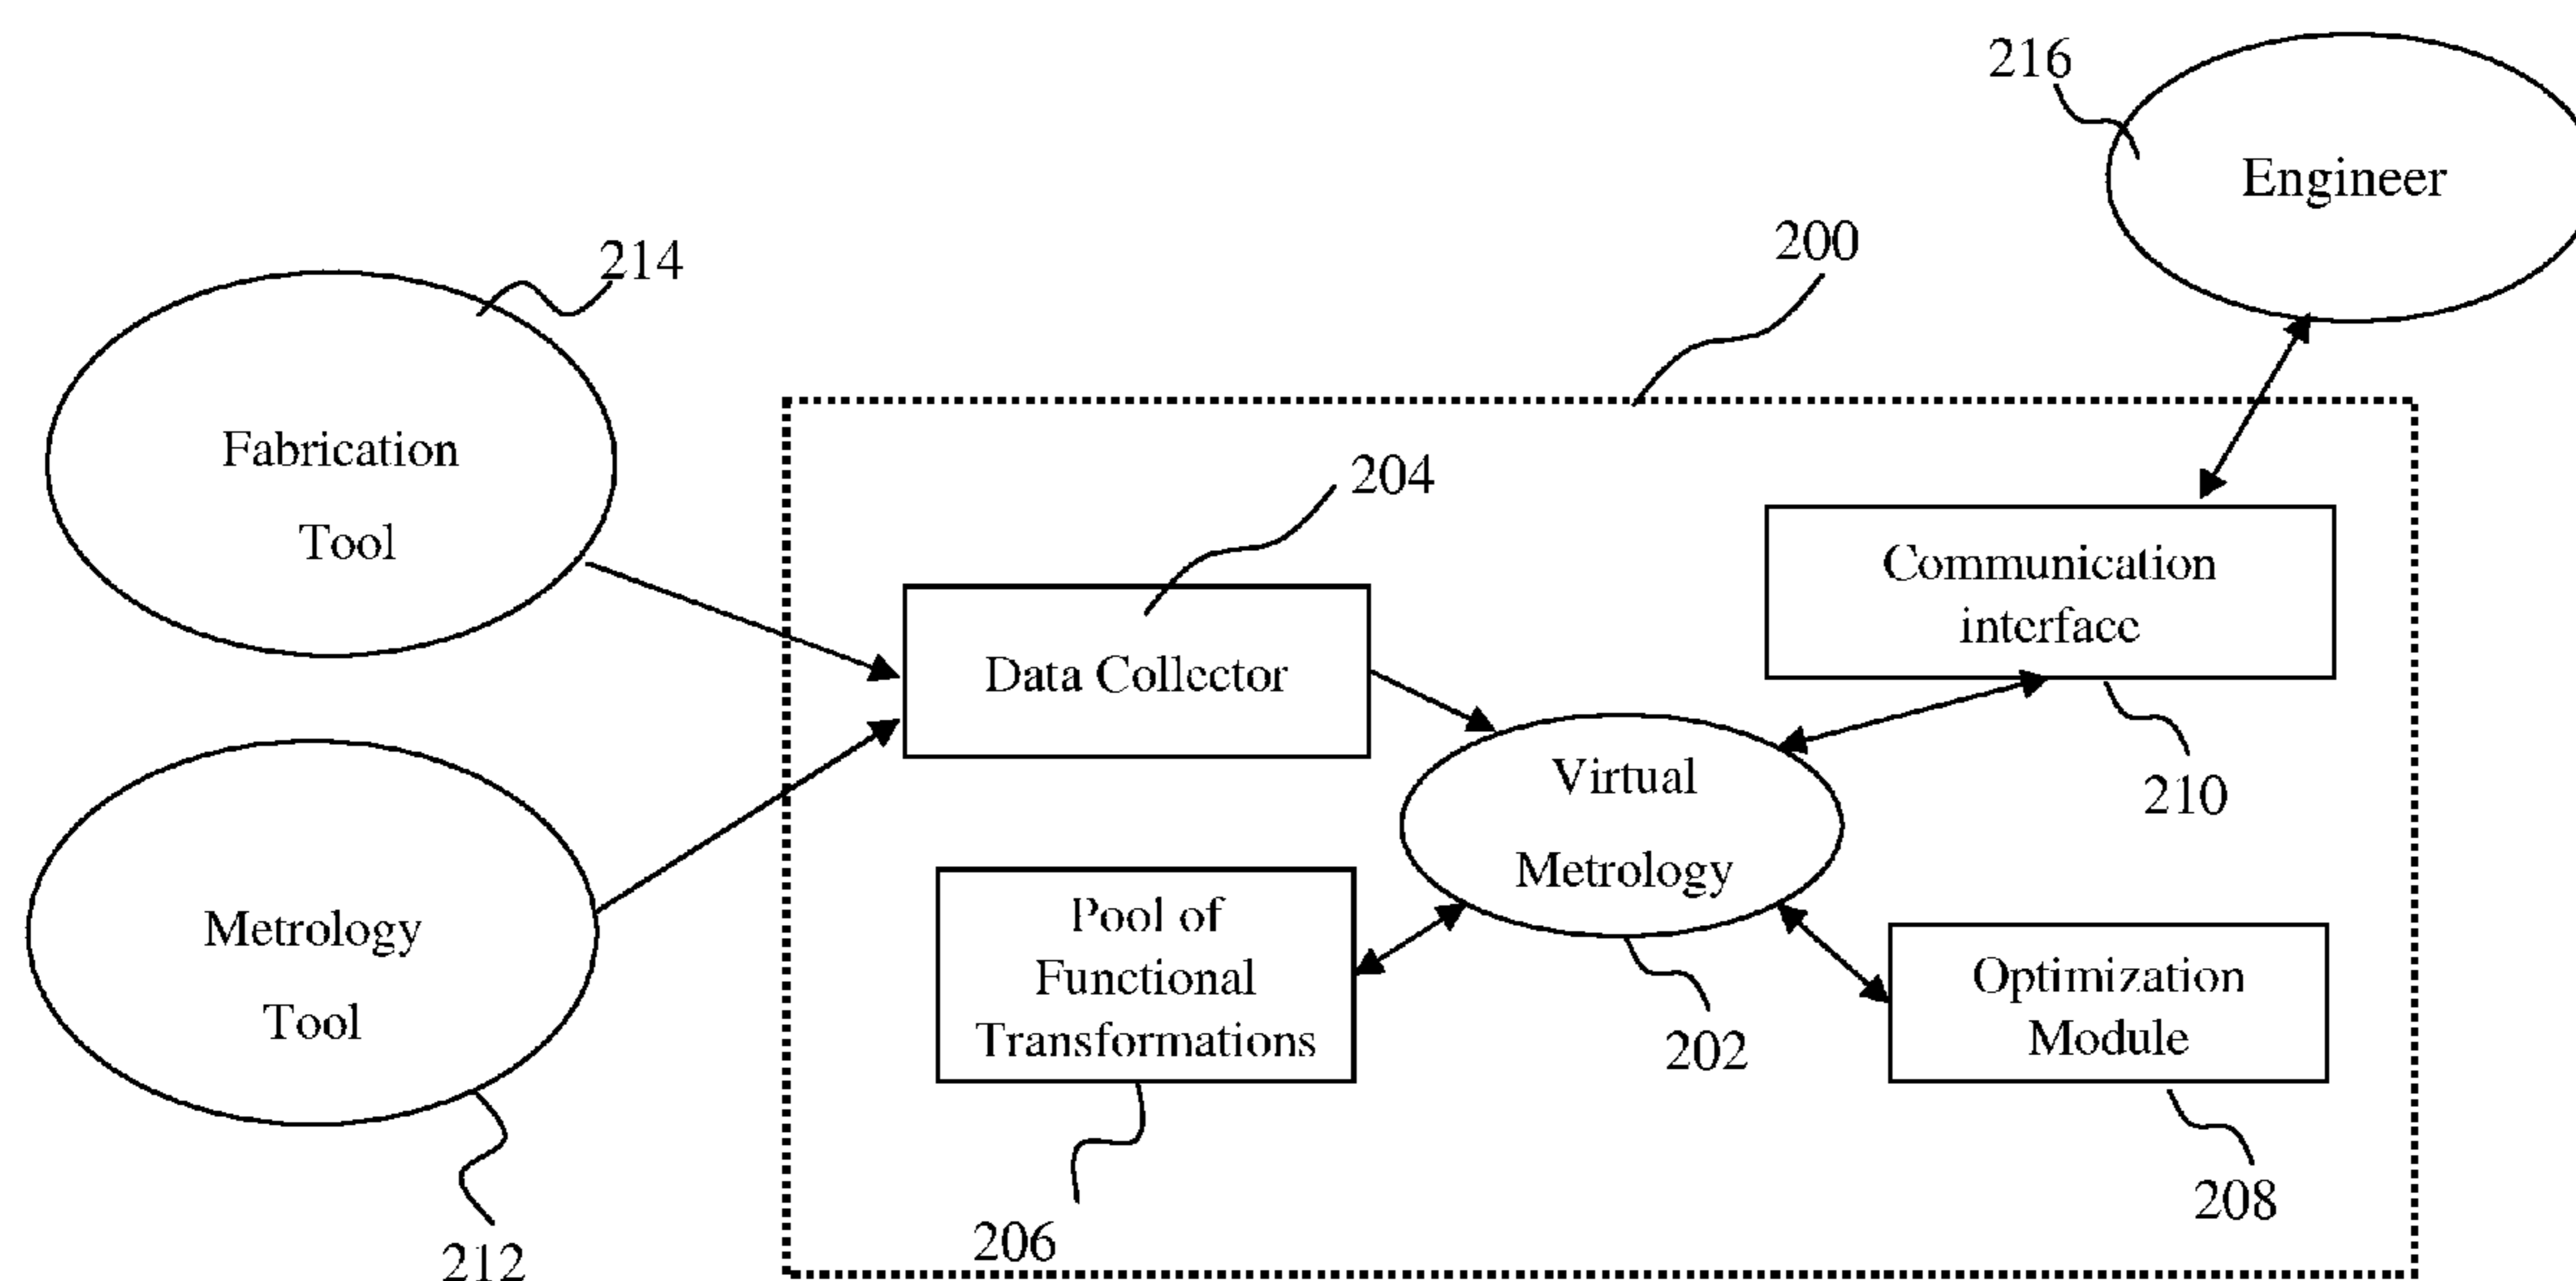 216
Engineer
200
214
Fabrication
Tool
204
Communication
interface
Data Collector
210
Virtual
Metrology
Metrology
Tool
Pool of
Functional
Transformations
Optimization
Module
202
208
206
212